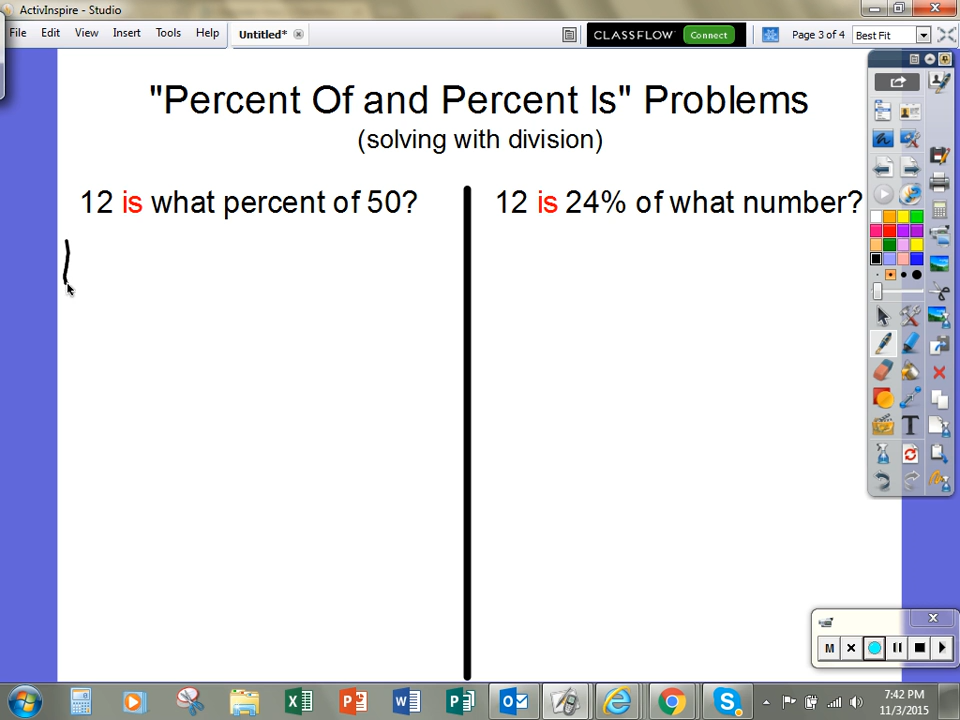 ActivInspire - Studio
File Edit View Insert Tools Help Untitled* CLASSFLOW Connect Page 3 of 4 Best Fit
"Percent Of and Percent Is" Problems
(solving with division)
12 is what percent of 50?
12 is 24% of what number?
M
7:42 PM
11/3/2015